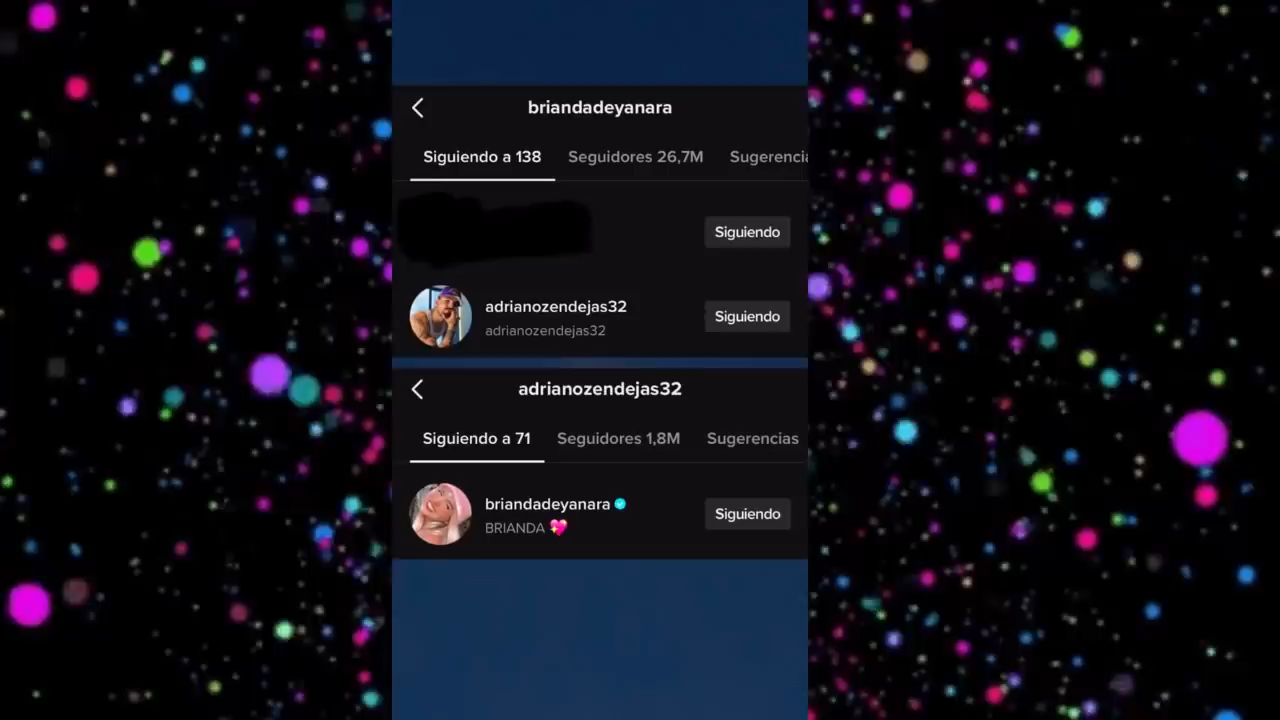 briandadeyanara
Siguiendo a 138 Seguidores 26,7M Sugerencia
Siguiendo
adrianozendejas32
adrianozendejas32
Siguiendo
adrianozendejas32
Siguiendo a 71 Seguidores 1,8M Sugerencias
briandadeyanara
BRIANDA 💖
Siguiendo